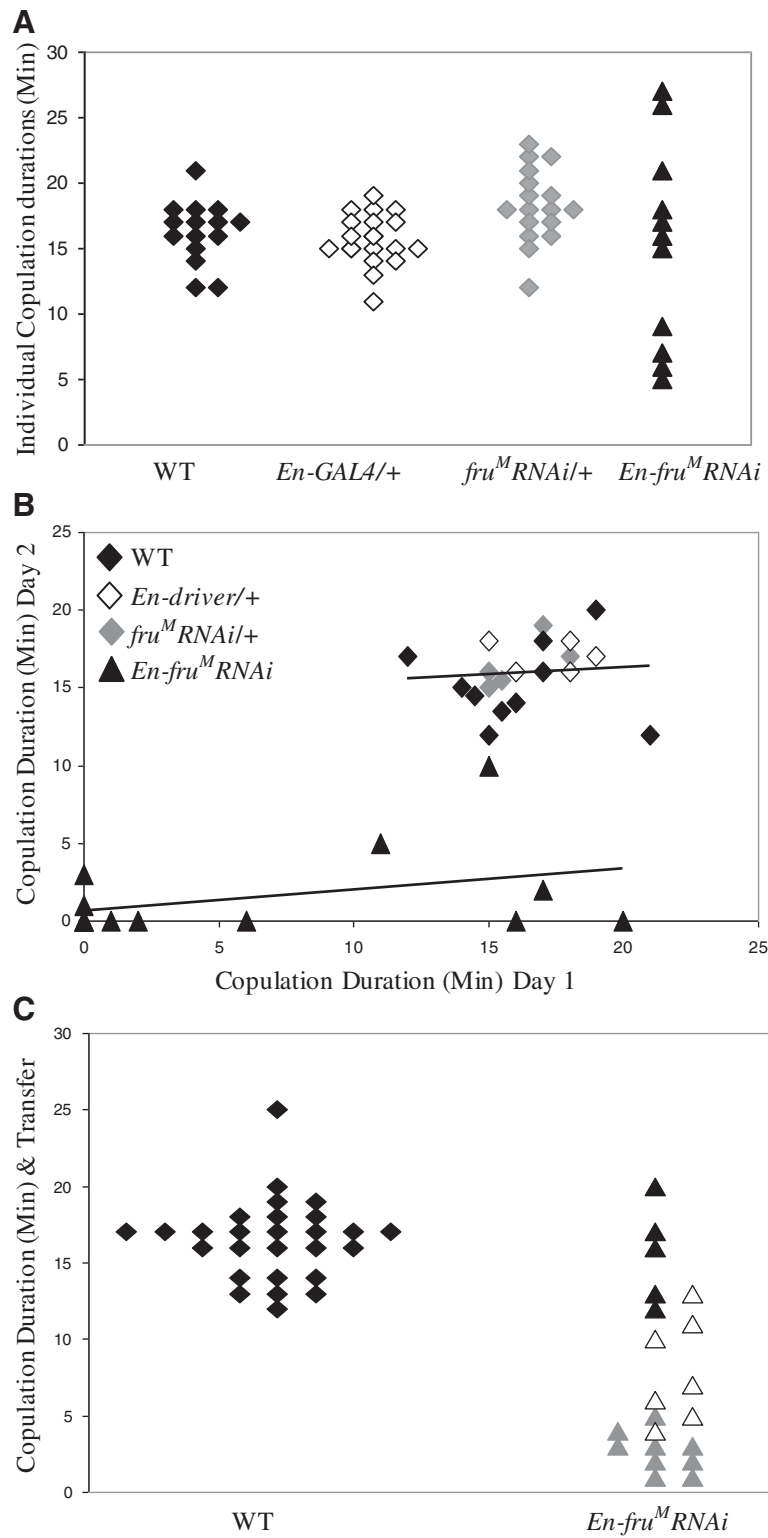 A
Individual Copulation durations (Min)
30
25
20
15
10
5
0
WT En-GAL4/+ fruᴹRNAi/+ En-fruᴹRNAi
B
Copulation Duration (Min) Day 2
25
20
15
10
5
0
WT
En-driver/+
fruᴹRNAi/+
En-fruᴹRNAi
0 5 10 15 20 25
Copulation Duration (Min) Day 1
C
Copulation Duration (Min) & Transfer
30
25
20
15
10
5
0
WT En-fruᴹRNAi